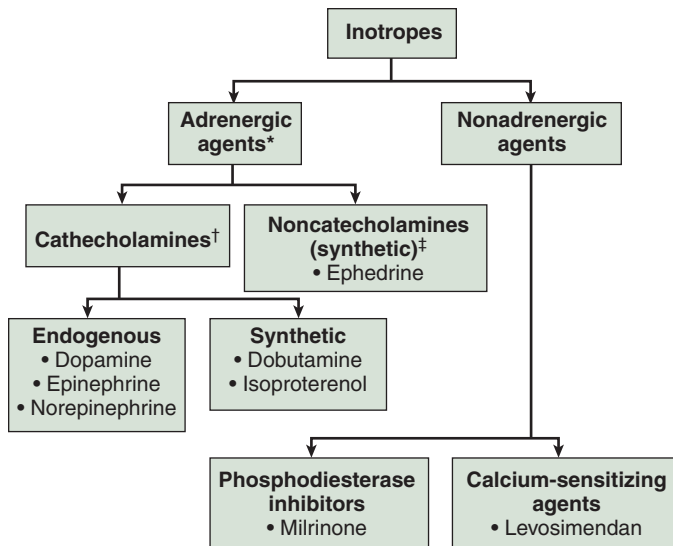 Inotropes
Adrenergic
agents*
Nonadrenergic
agents
Cathecholamines†
Noncatecholamines
(synthetic)‡
• Ephedrine
Endogenous
• Dopamine
• Epinephrine
• Norepinephrine
Synthetic
• Dobutamine
• Isoproterenol
Phosphodiesterase
inhibitors
• Milrinone
Calcium-sensitizing
agents
• Levosimendan